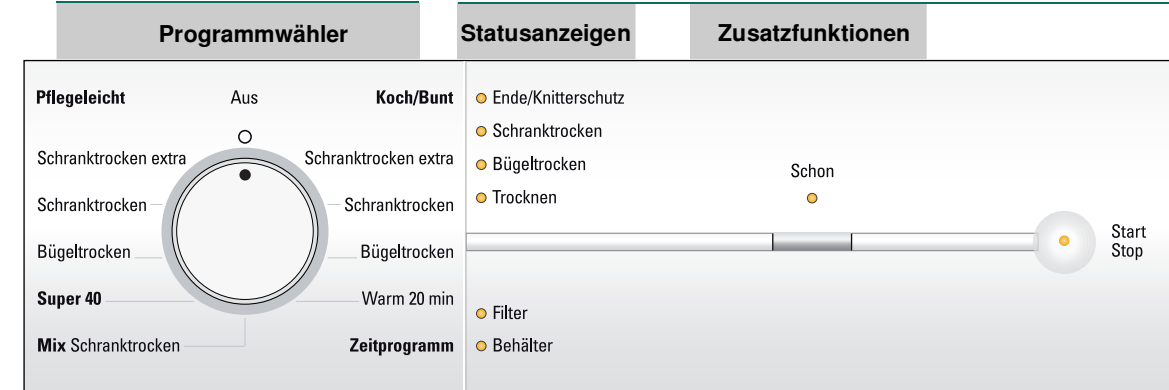 Programmwähler
Statusanzeigen
Zusatzfunktionen
Pflegeleicht
Aus
Koch/Bunt
Schranktrocken extra
Schranktrocken extra
Schranktrocken
Schranktrocken
Bügeltrocken
Bügeltrocken
Super 40
Warm 20 min
Mix Schranktrocken
Zeitprogramm
Ende/Knitterschutz
Schranktrocken
Bügeltrocken
Trocknen
Filter
Behälter
Schon
Start
Stop